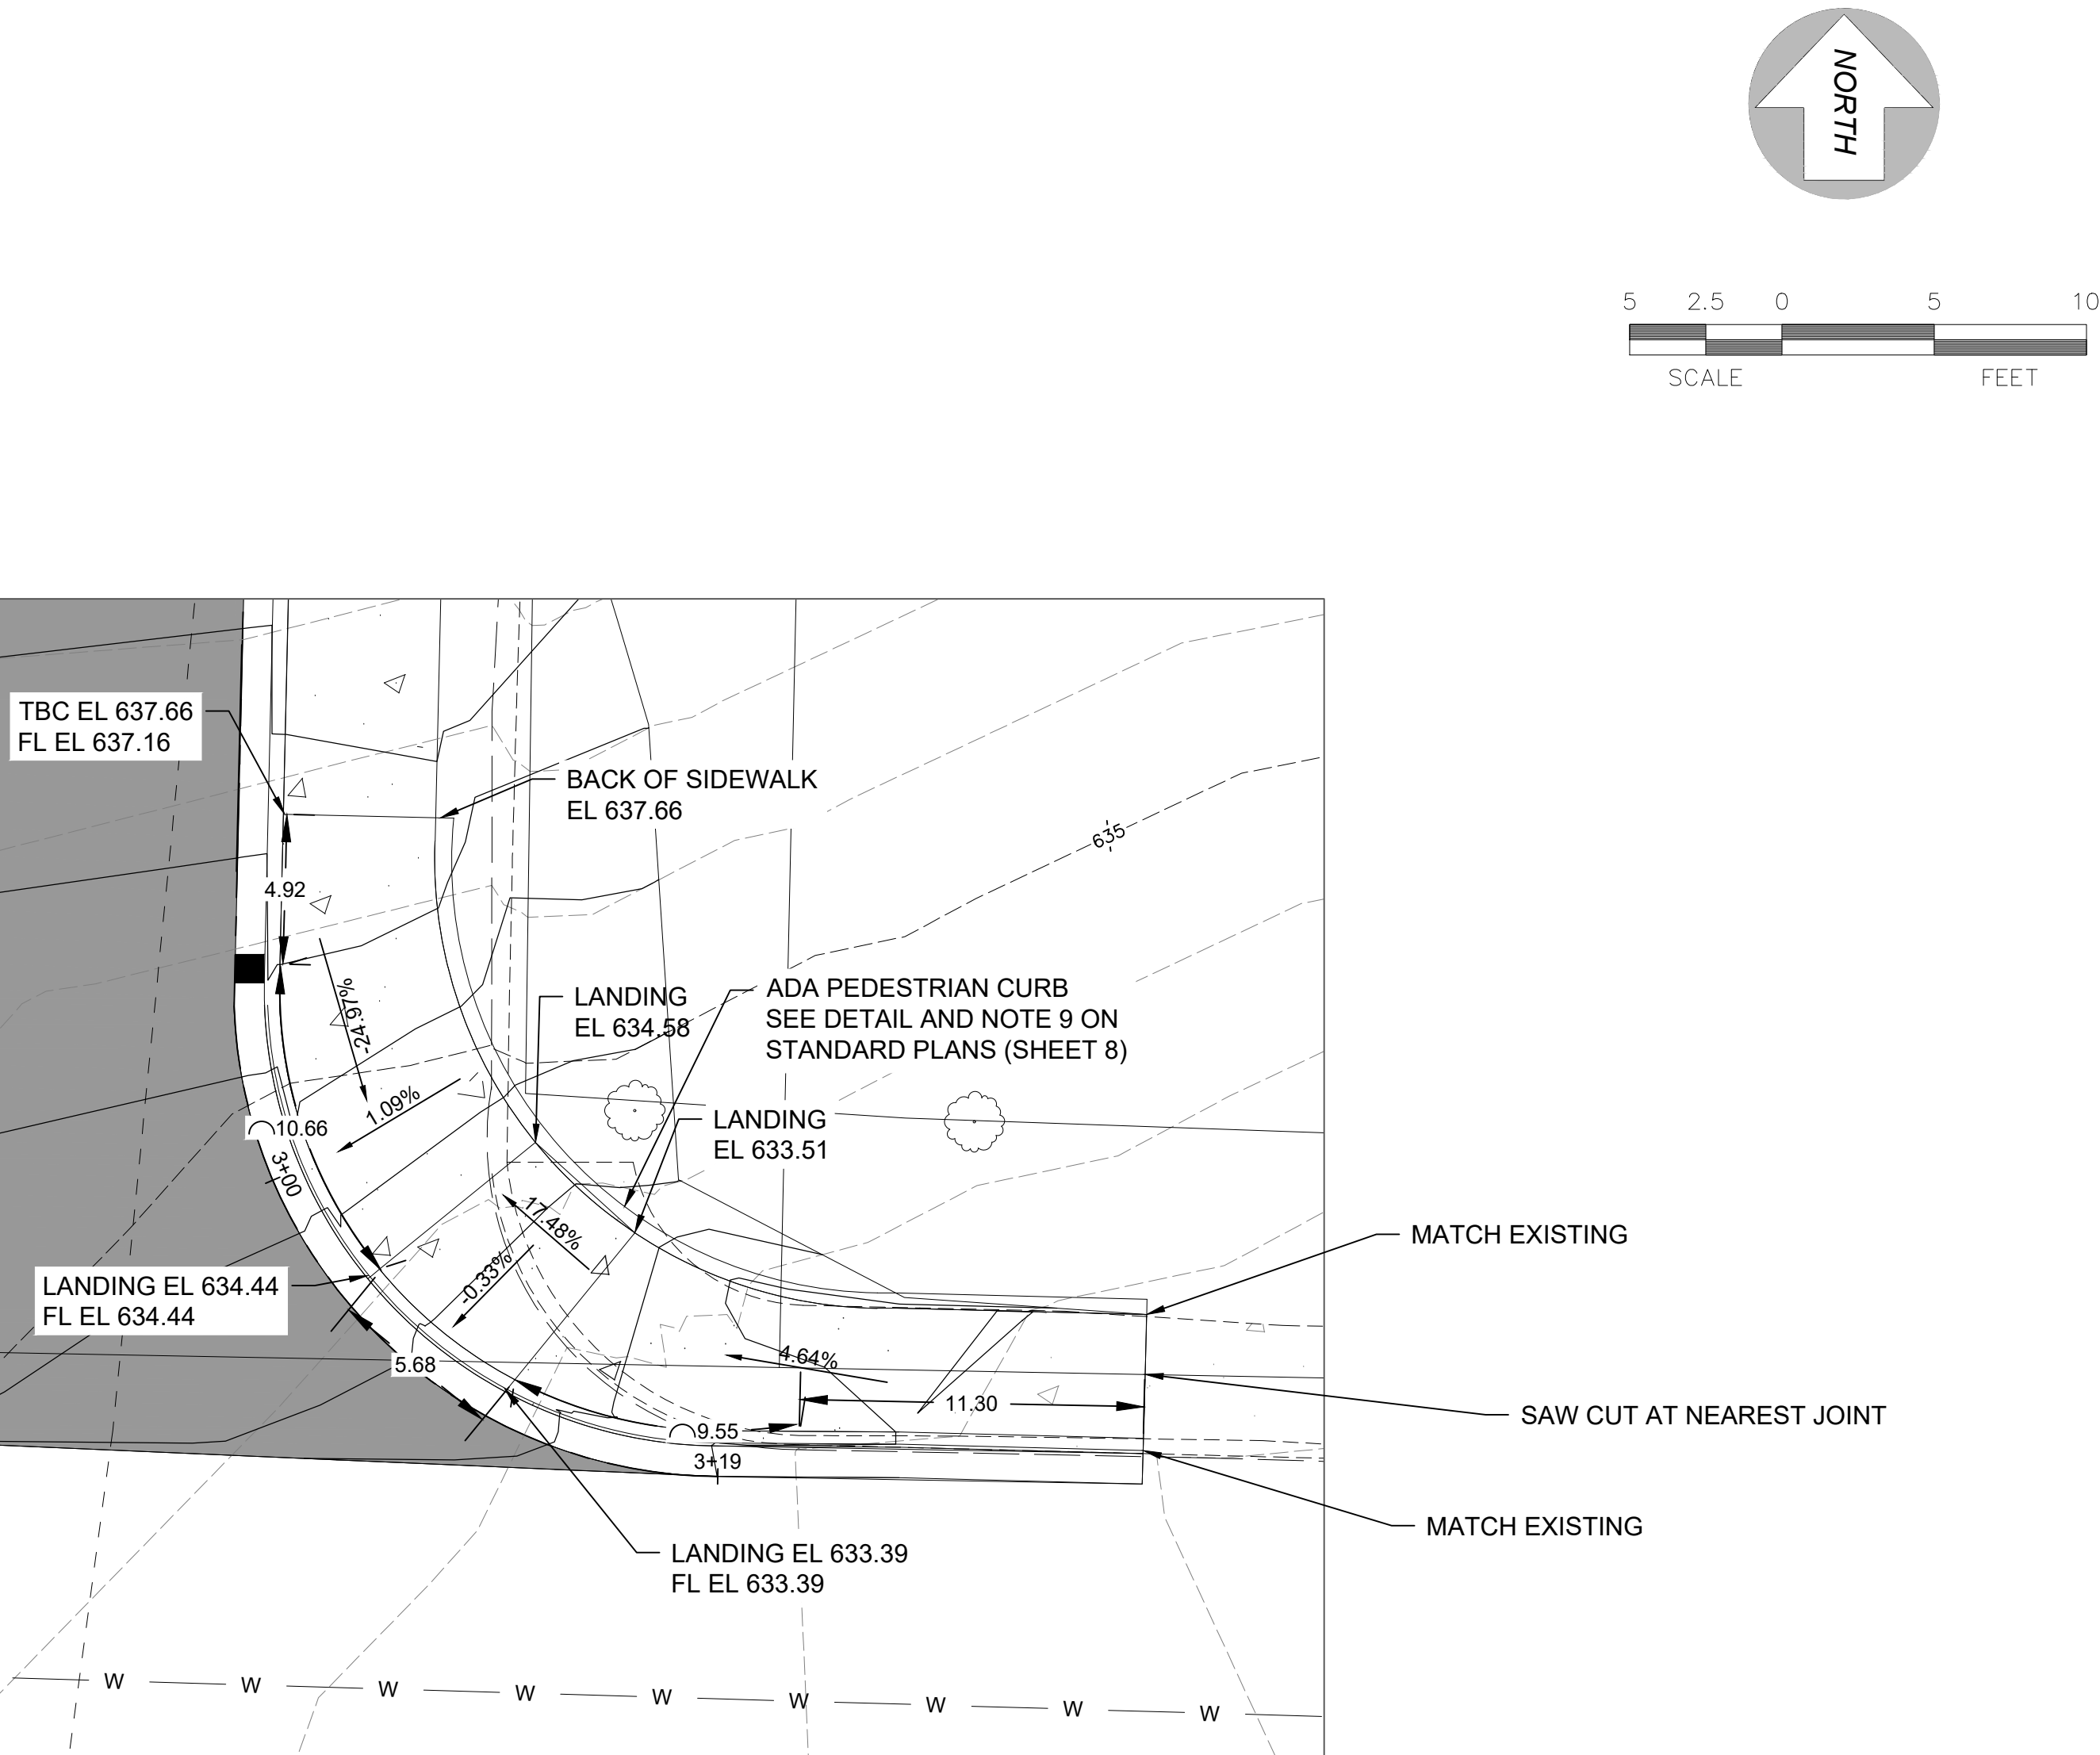 NORTH
5 2.5 0 5 10
SCALE FEET
TBC EL 637.66
FL EL 637.16
BACK OF SIDEWALK
EL 637.66
635
4.92
-24.97%
LANDING
EL 634.58
ADA PEDESTRIAN CURB
SEE DETAIL AND NOTE 9 ON
STANDARD PLANS (SHEET 8)
1.09%
10.66
3+00
LANDING
EL 633.51
17.48%
-0.33%
MATCH EXISTING
LANDING EL 634.44
FL EL 634.44
5.68
4.64%
11.30
SAW CUT AT NEAREST JOINT
9.55
3+19
MATCH EXISTING
LANDING EL 633.39
FL EL 633.39
W W W W W W W W W